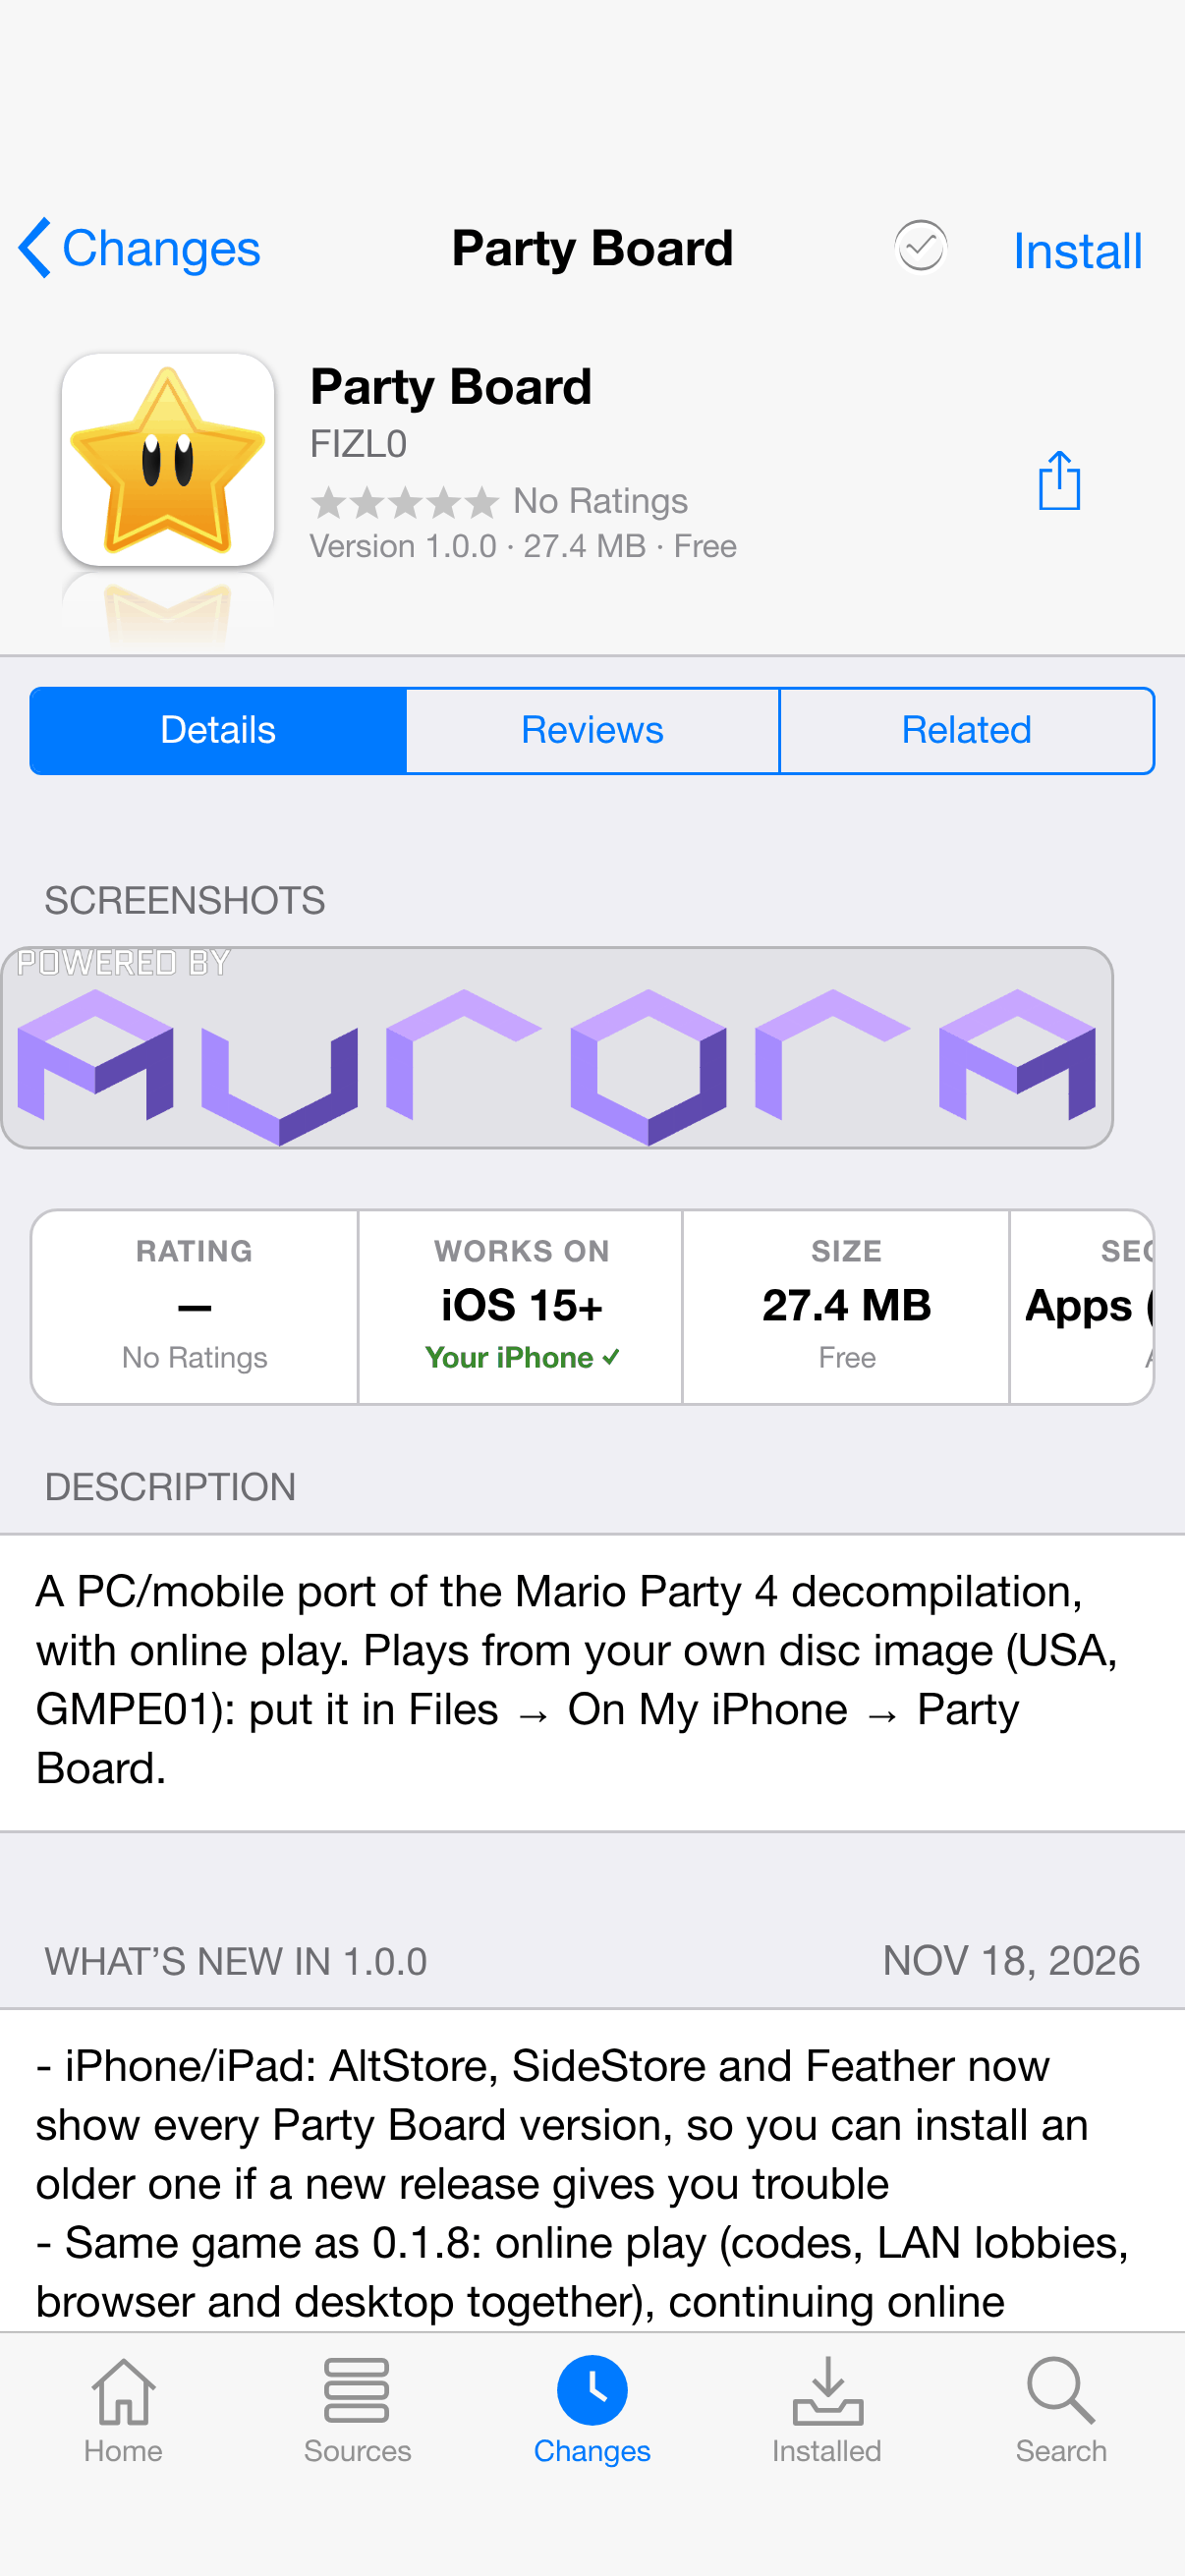 Changes
Party Board
Install
Party Board
FIZL0
No Ratings
Version 1.0.0 · 27.4 MB · Free
Details
Reviews
Related
SCREENSHOTS
POWERED BY
AurorA
RATING
WORKS ON
SIZE
SEC
—
iOS 15+
27.4 MB
Apps (
No Ratings
Your iPhone ✓
Free
DESCRIPTION
A PC/mobile port of the Mario Party 4 decompilation,
with online play. Plays from your own disc image (USA,
GMPE01): put it in Files → On My iPhone → Party
Board.
WHAT’S NEW IN 1.0.0
NOV 18, 2026
- iPhone/iPad: AltStore, SideStore and Feather now
show every Party Board version, so you can install an
older one if a new release gives you trouble
- Same game as 0.1.8: online play (codes, LAN lobbies,
browser and desktop together), continuing online
Home
Sources
Changes
Installed
Search